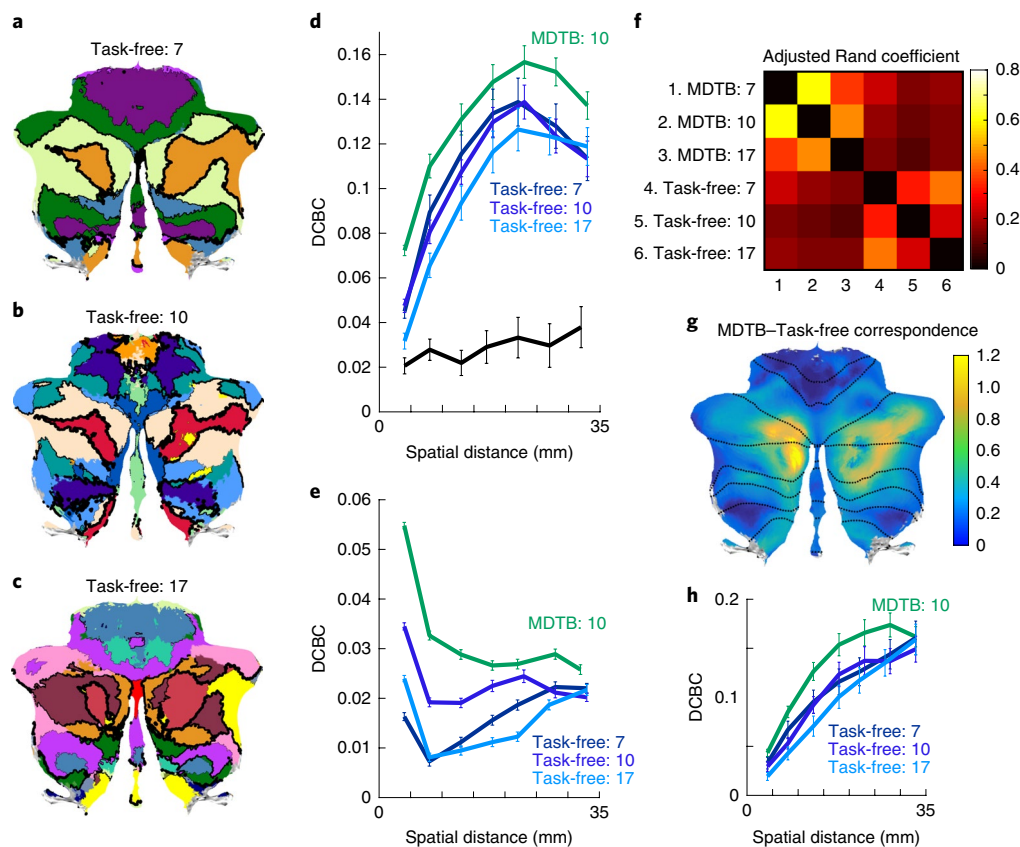 a
Task-free: 7
b
Task-free: 10
c
Task-free: 17
d
MDTB: 10
0.16
0.14
0.12
0.1
0.08
0.06
0.04
0.02
0
DCBC
Task-free: 7
Task-free: 10
Task-free: 17
35
Spatial distance (mm)
e
0.06
0.05
0.04
0.03
0.02
0.01
0
DCBC
MDTB: 10
Task-free: 7
Task-free: 10
Task-free: 17
35
Spatial distance (mm)
f
Adjusted Rand coefficient
1. MDTB: 7
2. MDTB: 10
3. MDTB: 17
4. Task-free: 7
5. Task-free: 10
6. Task-free: 17
1 2 3 4 5 6
0.8
0.6
0.4
0.2
0
g
MDTB–Task-free correspondence
1.2
1.0
0.8
0.6
0.4
0.2
0
h
0.2
0.1
0
DCBC
MDTB: 10
Task-free: 7
Task-free: 10
Task-free: 17
35
Spatial distance (mm)